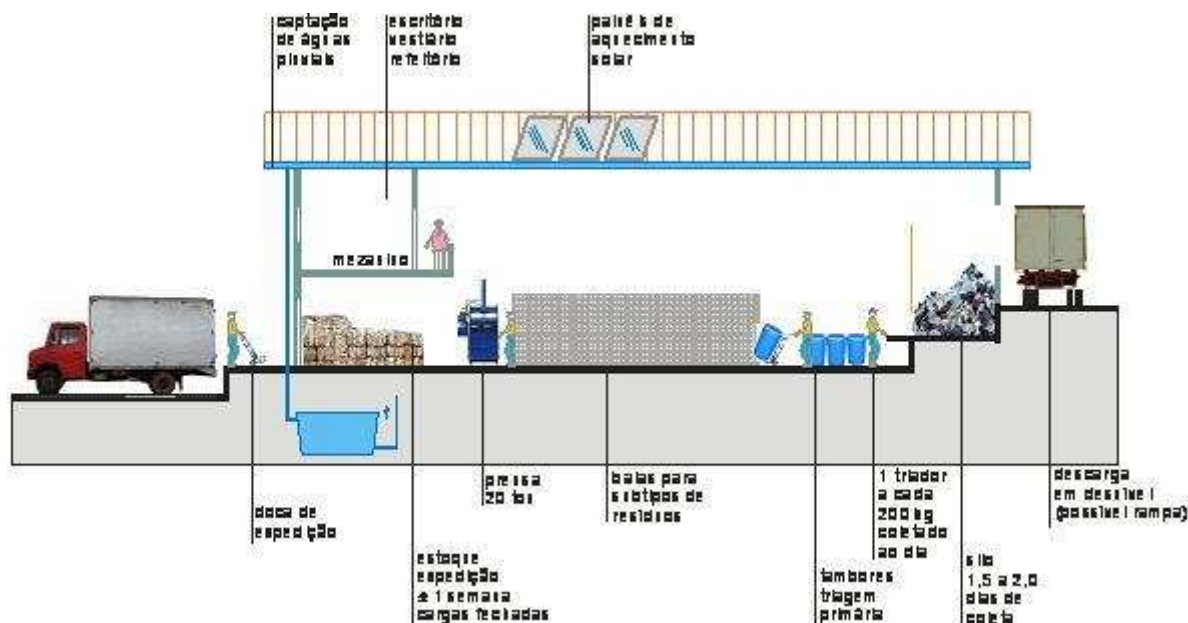 captação
de águas
pluviais
escritório
vestiário
refeitório
painéis de
aquecimento
solar
mezanino
doca de
expedição
estoque
expedição
± 1 semana
cargas fechadas
prensa
20 ton
baias para
subtipos de
resíduos
tambores
triagem
primária
1 triador
a cada
200 kg
coletado
ao dia
silo
1,5 a 2,0
dias de
coleta
descarga
em desnível
(possível rampa)